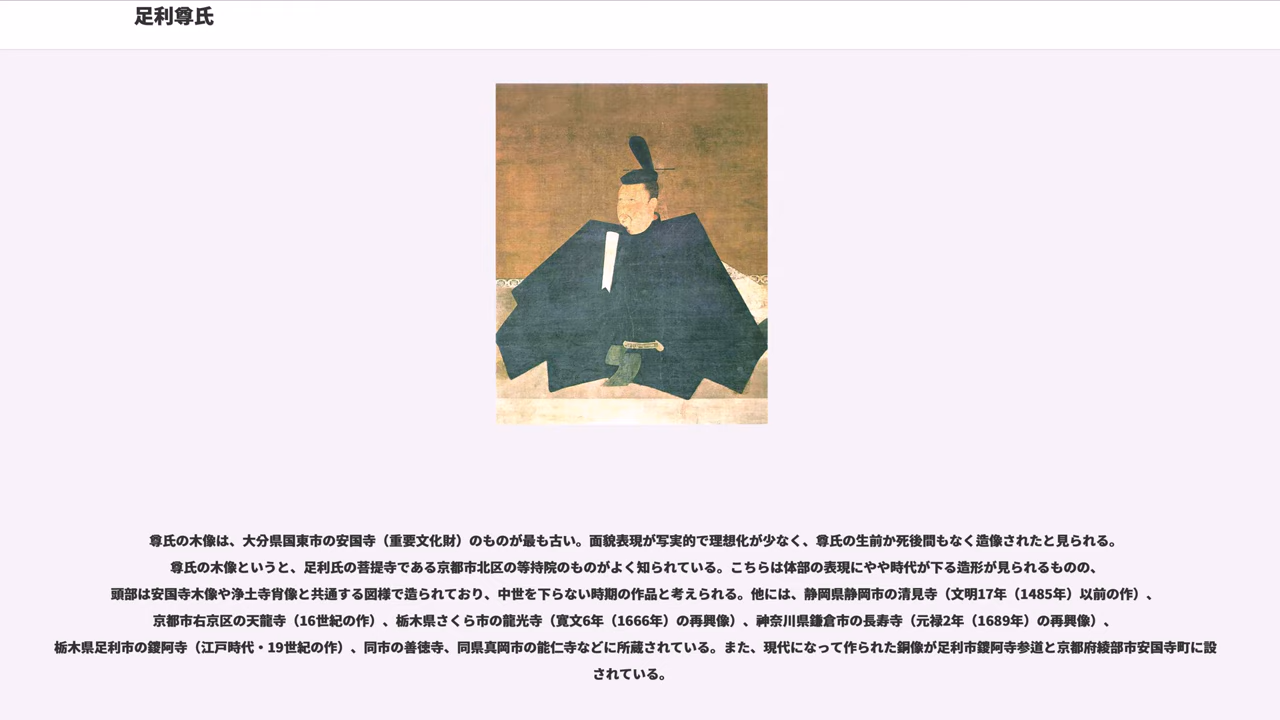 足利尊氏
尊氏の木像は、大分県国東市の安国寺（重要文化財）のものが最も古い。面貌表現が写実的で理想化が少なく、尊氏の生前か死後間もなく造像されたと見られる。
尊氏の木像というと、足利氏の菩提寺である京都市北区の等持院のものがよく知られている。こちらは体部の表現にやや時代が下る造形が見られるものの、
頭部は安国寺木像や浄土寺肖像と共通する図様で造られており、中世を下らない時期の作品と考えられる。他には、静岡県静岡市の清見寺（文明17年（1485年）以前の作）、
京都市右京区の天龍寺（16世紀の作）、栃木県さくら市の龍光寺（寛文6年（1666年）の再興像）、神奈川県鎌倉市の長寿寺（元禄2年（1689年）の再興像）、
栃木県足利市の鑁阿寺（江戸時代・19世紀の作）、同市の善徳寺、同県真岡市の能仁寺などに所蔵されている。また、現代になって作られた銅像が足利市鑁阿寺参道と京都府綾部市安国寺町に設
されている。